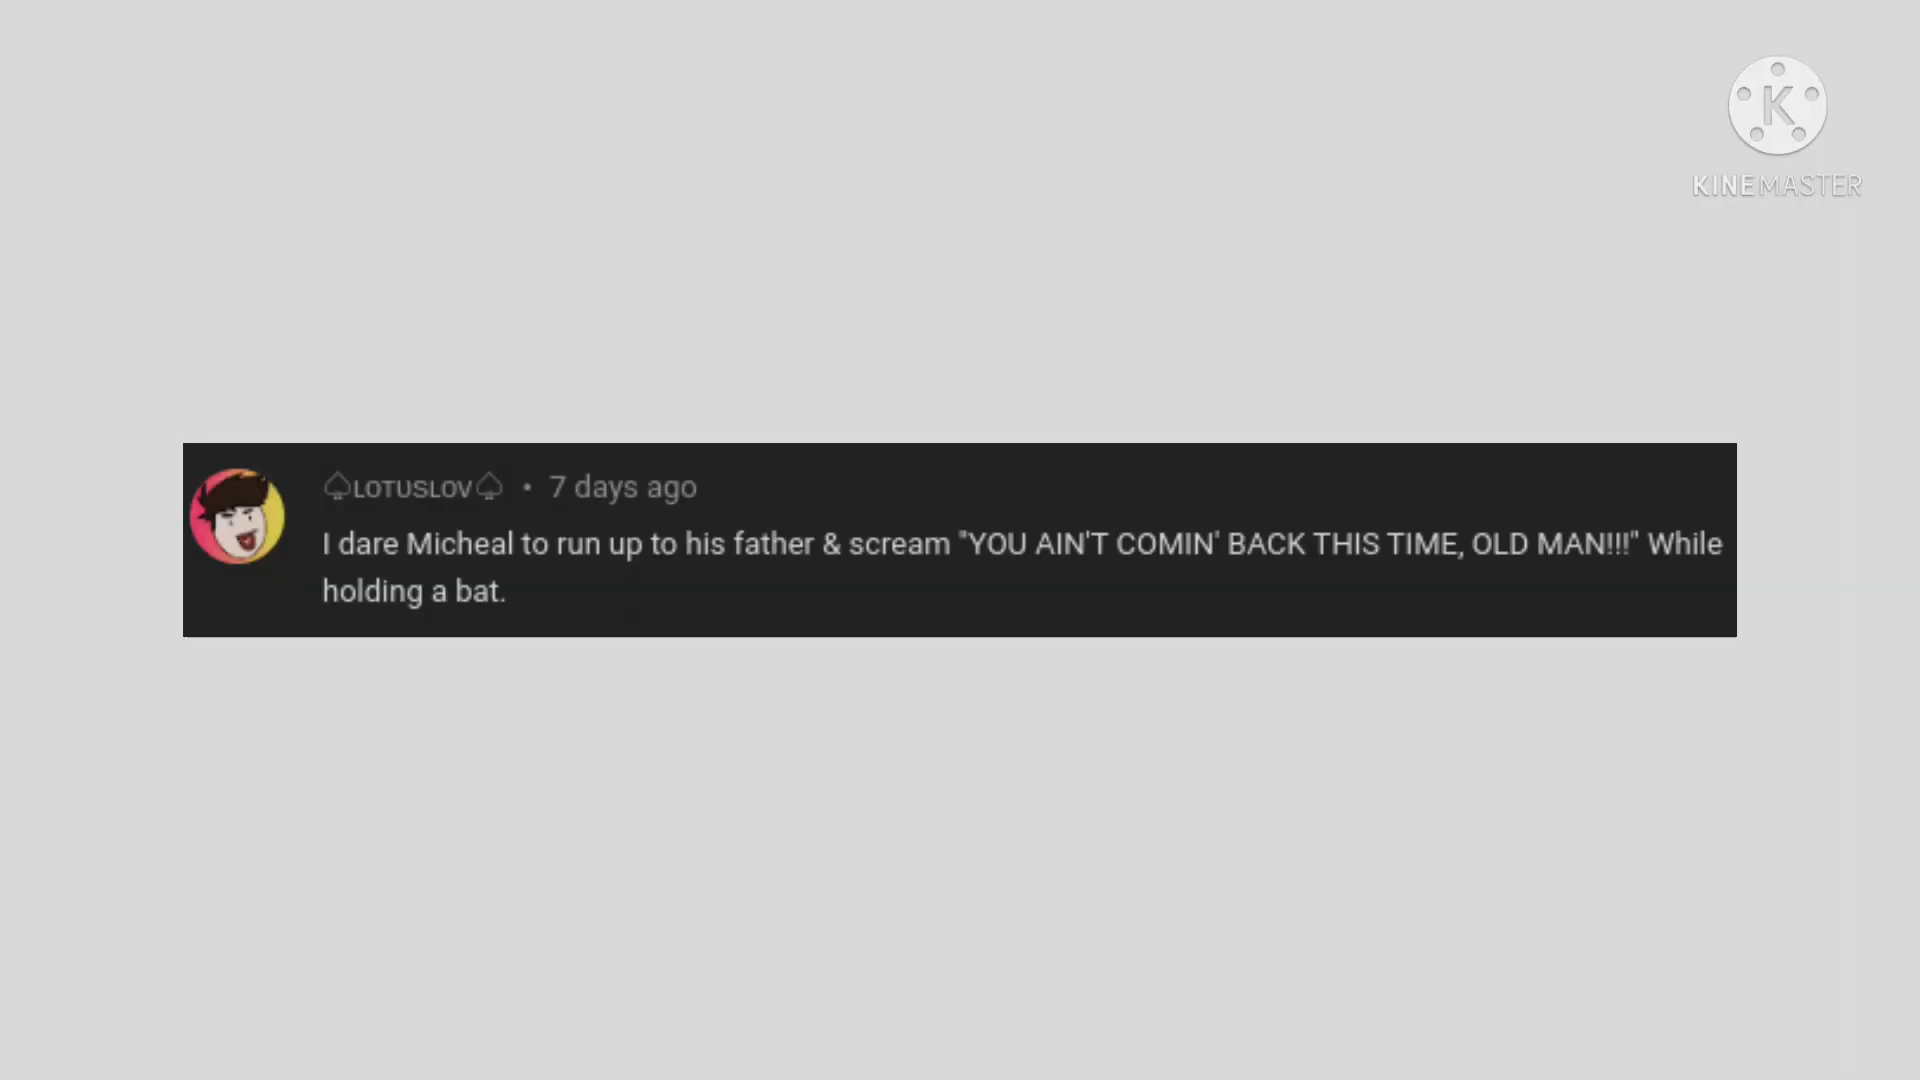 K
KINEMASTER
♤LOTUSLOV♤ • 7 days ago
I dare Micheal to run up to his father & scream "YOU AIN'T COMIN' BACK THIS TIME, OLD MAN!!!" While
holding a bat.